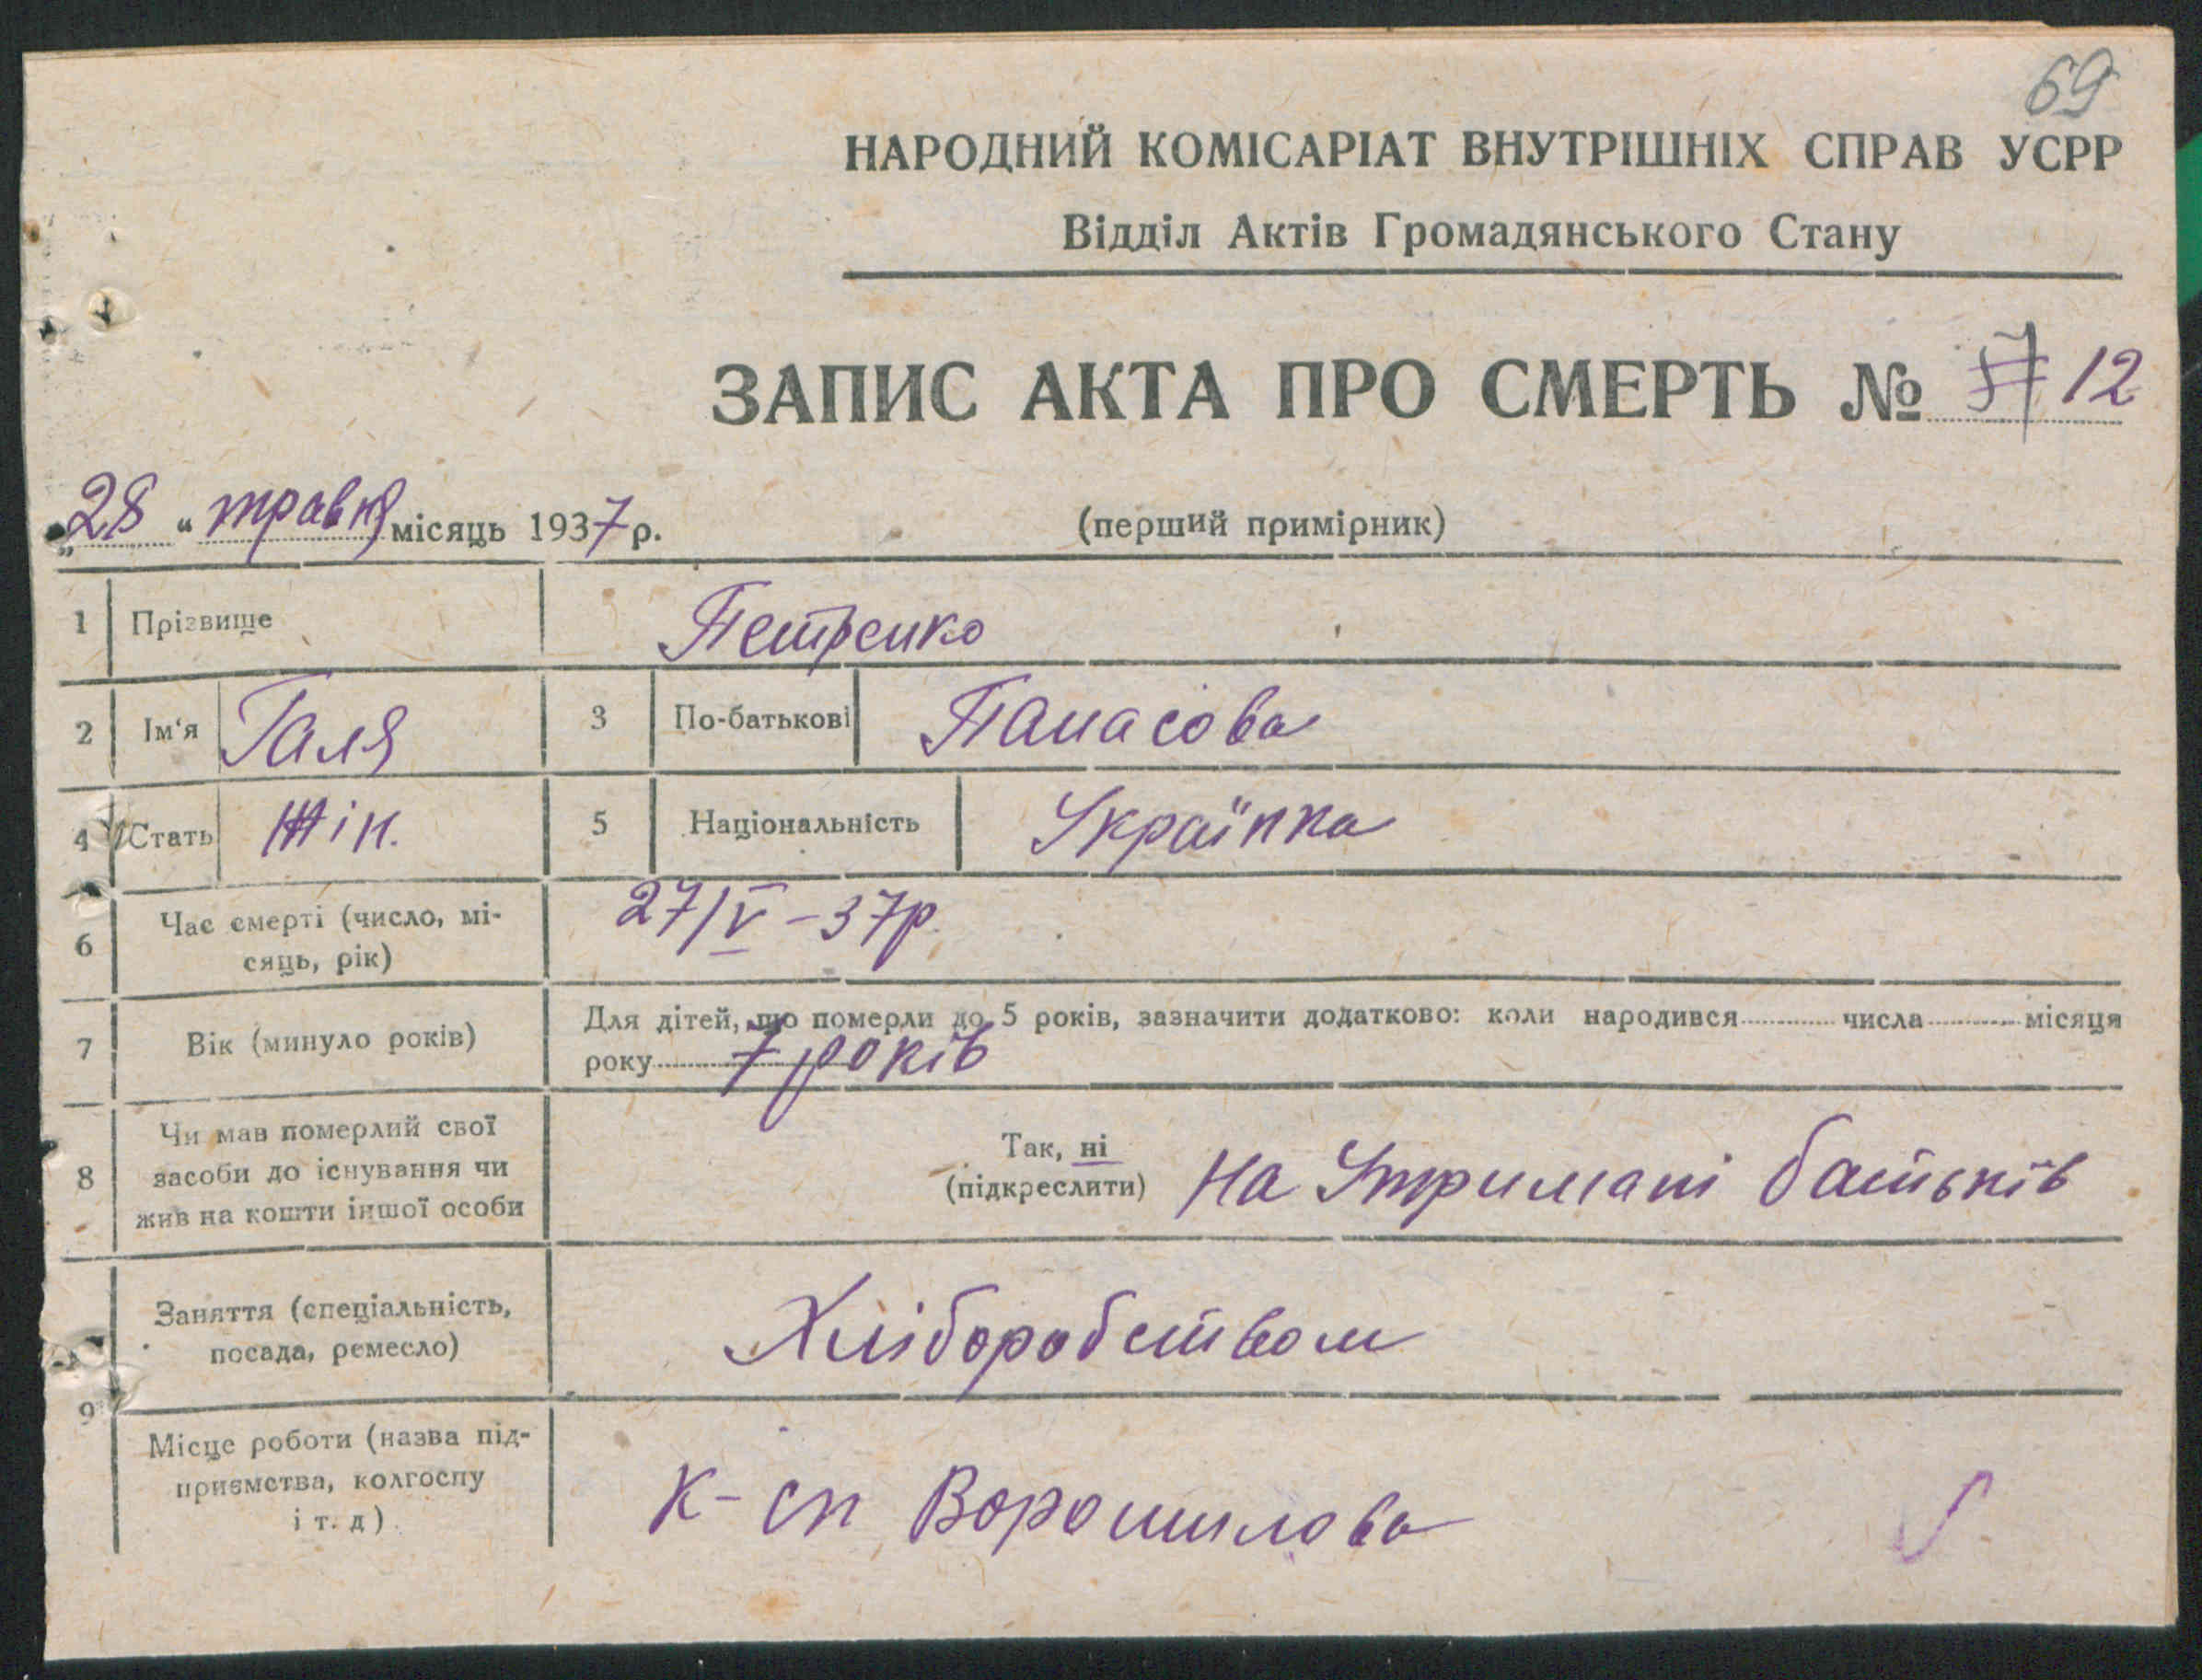 69
НАРОДНИЙ КОМІСАРІАТ ВНУТРІШНІХ СПРАВ УСРР
Відділ Актів Громадянського Стану
ЗАПИС АКТА ПРО СМЕРТЬ № 12
„28“ травня місяць 1937 р. (перший примірник)
1 Прізвище Петренко
2 Ім‘я Галя 3 По-батькові Панасова
4 Стать Жін. 5 Національність Українка
6 Час смерті (число, мі-
сяць, рік) 27/V – 37р.
7 Вік (минуло років) Для дітей, що померли до 5 років, зазначити додатково: коли народився числа місяця
року 7 років
8 Чи мав померлий свої
засоби до існування чи
жив на кошти іншої особи
Так, ні
(підкреслити) На Утримані батьків
9 Заняття (спеціальність,
посада, ремесло) Хліборобством
Місце роботи (назва під-
приємства, колгоспу
і т. д) К-сп Ворошилова